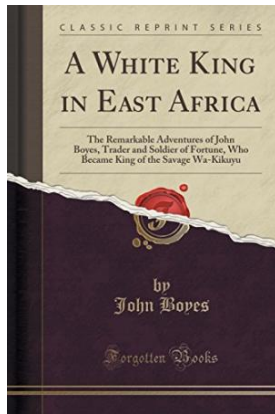 CLASSIC REPRINT SERIES
A WHITE KING
IN EAST AFRICA
The Remarkable Adventures of John
Boyes, Trader and Soldier of Fortune, Who
Became King of the Savage Wa-Kikuyu
by
John Boyes
Forgotten Books